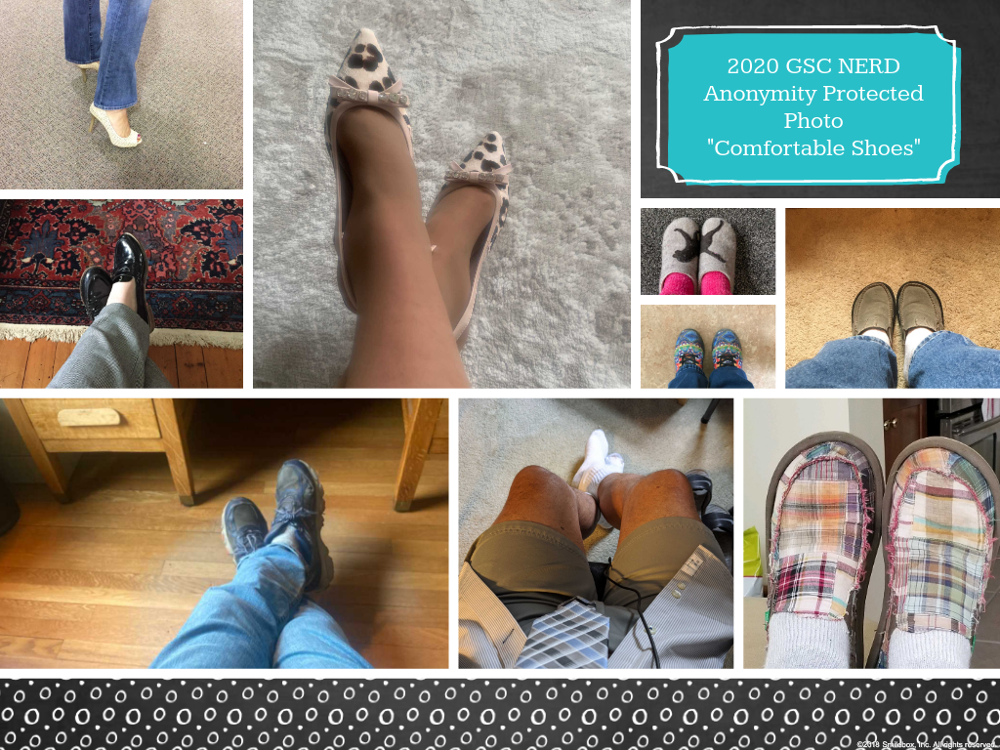 2020 GSC NERD
Anonymity Protected
Photo
"Comfortable Shoes"
©2018 Smilebox, Inc. All rights reserved.